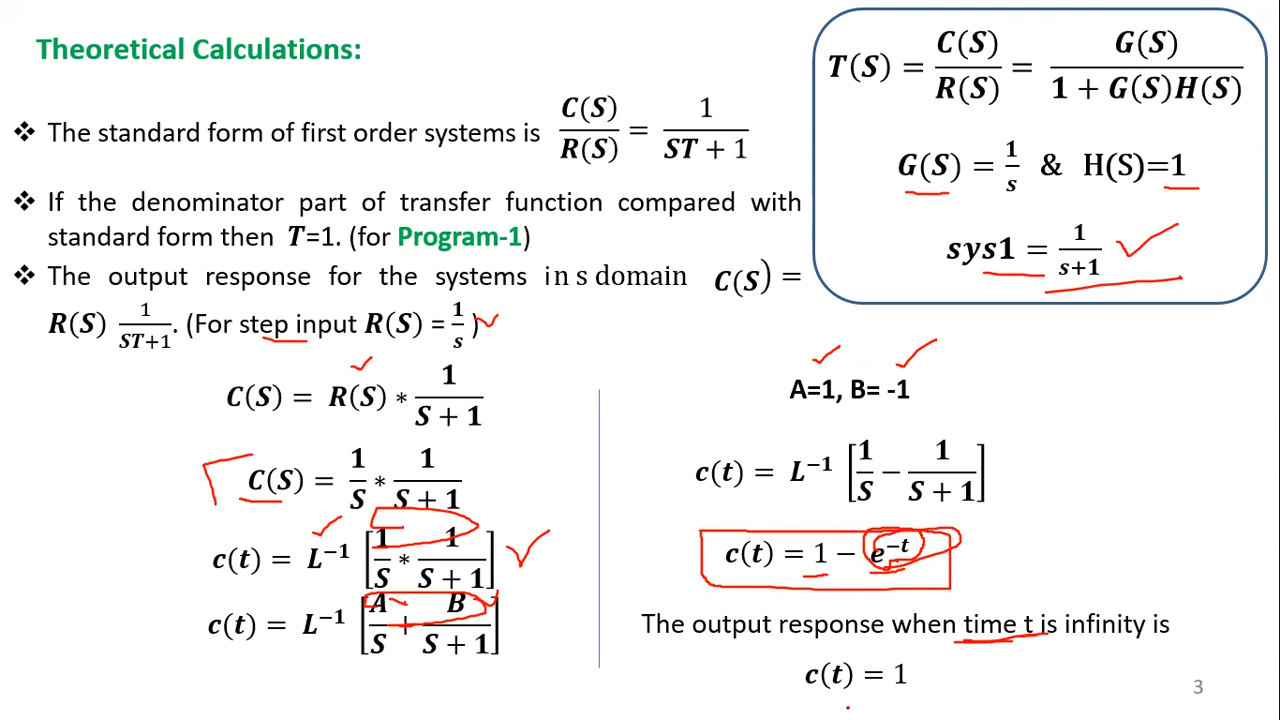 Theoretical Calculations:
❖ The standard form of first order systems is C(S)/R(S) = 1/(ST + 1)
❖ If the denominator part of transfer function compared with
standard form then T=1. (for Program-1)
❖ The output response for the systems in s domain C(S) =
R(S) 1/(ST+1). (For step input R(S) = 1/s)
C(S) = R(S) * 1/(S + 1)
C(S) = 1/S * 1/(S + 1)
c(t) = L⁻¹ [1/S * 1/(S + 1)]
c(t) = L⁻¹ [A/S + B/(S + 1)]
T(S) = C(S)/R(S) = G(S)/(1 + G(S)H(S))
G(S) = 1/s & H(S)=1
sys1 = 1/(s+1)
A=1, B= -1
c(t) = L⁻¹ [1/S − 1/(S + 1)]
c(t) = 1 − e⁻ᵗ
The output response when time t is infinity is
c(t) = 1
3